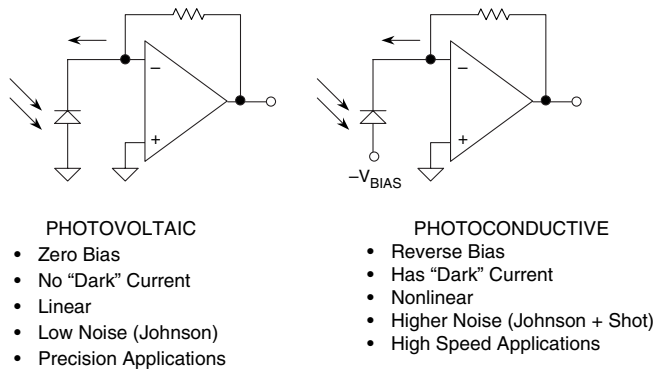 −
+
−
+
−VBIAS
PHOTOVOLTAIC
• Zero Bias
• No “Dark” Current
• Linear
• Low Noise (Johnson)
• Precision Applications
PHOTOCONDUCTIVE
• Reverse Bias
• Has “Dark” Current
• Nonlinear
• Higher Noise (Johnson + Shot)
• High Speed Applications